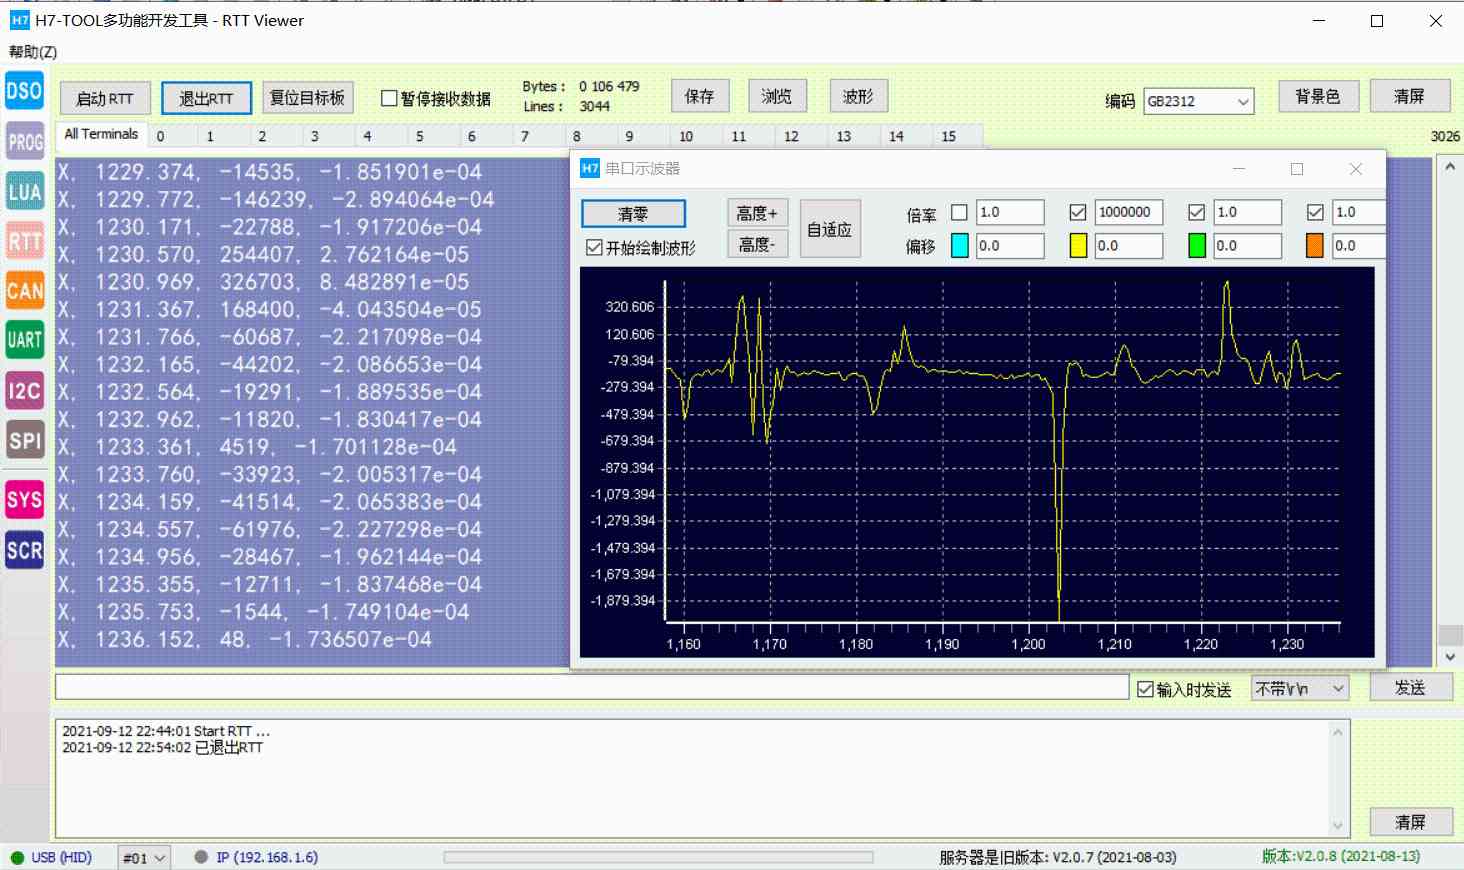 H7 H7-TOOL多功能开发工具 - RTT Viewer
帮助(Z)
DSO
PROG
LUA
RTT
CAN
UART
I2C
SPI
SYS
SCR
启动 RTT 退出RTT 复位目标板 暂停接收数据 Bytes : 0 106 479 保存 浏览 波形 编码 GB2312 背景色 清屏
Lines : 3044
All Terminals 0 1 2 3 4 5 6 7 8 9 10 11 12 13 14 15 3026
X, 1229.374, -14535, -1.851901e-04
X, 1229.772, -146239, -2.894064e-04
X, 1230.171, -22788, -1.917206e-04
X, 1230.570, 254407, 2.762164e-05
X, 1230.969, 326703, 8.482891e-05
X, 1231.367, 168400, -4.043504e-05
X, 1231.766, -60687, -2.217098e-04
X, 1232.165, -44202, -2.086653e-04
X, 1232.564, -19291, -1.889535e-04
X, 1232.962, -11820, -1.830417e-04
X, 1233.361, 4519, -1.701128e-04
X, 1233.760, -33923, -2.005317e-04
X, 1234.159, -41514, -2.065383e-04
X, 1234.557, -61976, -2.227298e-04
X, 1234.956, -28467, -1.962144e-04
X, 1235.355, -12711, -1.837468e-04
X, 1235.753, -1544, -1.749104e-04
X, 1236.152, 48, -1.736507e-04
H7 串口示波器
清零 高度+ 自适应 倍率 1.0 1000000 1.0 1.0
开始绘制波形 高度- 偏移 0.0 0.0 0.0 0.0
320.606
120.606
-79.394
-279.394
-479.394
-679.394
-879.394
-1,079.394
-1,279.394
-1,479.394
-1,679.394
-1,879.394
1,160 1,170 1,180 1,190 1,200 1,210 1,220 1,230
输入时发送 不带\r\n 发送
2021-09-12 22:44:01 Start RTT ...
2021-09-12 22:54:02 已退出RTT
清屏
USB (HID) #01 IP (192.168.1.6) 服务器是旧版本: V2.0.7 (2021-08-03) 版本:V2.0.8 (2021-08-13)